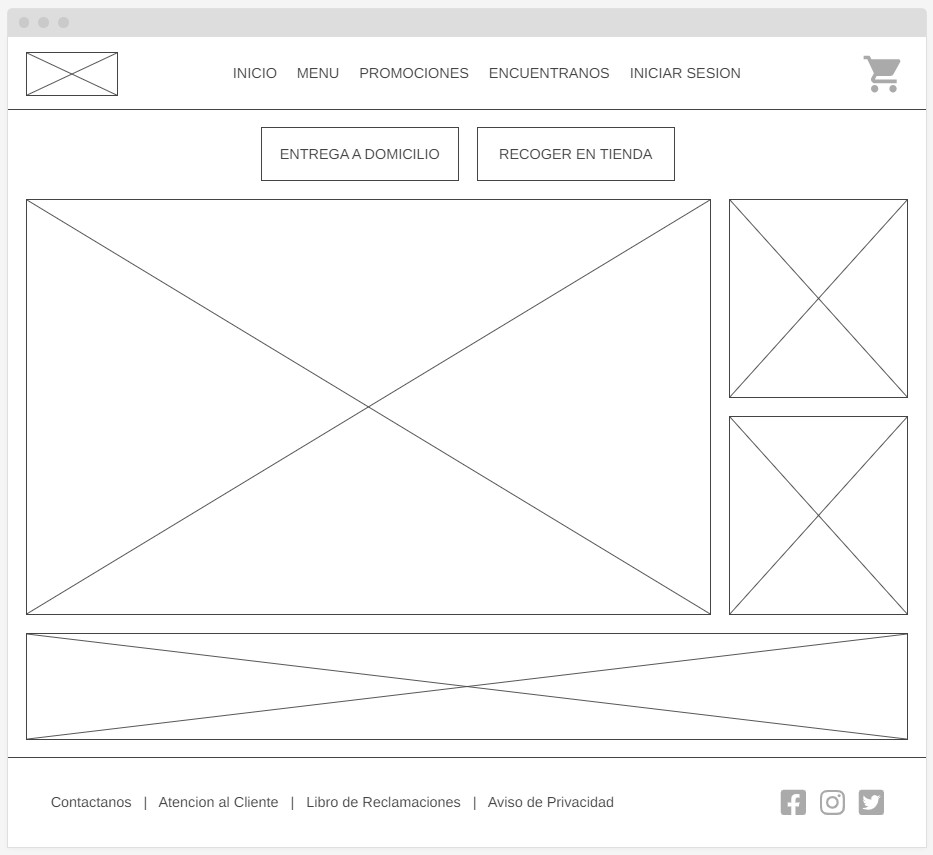 INICIO MENU PROMOCIONES ENCUENTRANOS INICIAR SESION
ENTREGA A DOMICILIO RECOGER EN TIENDA
Contactanos | Atencion al Cliente | Libro de Reclamaciones | Aviso de Privacidad